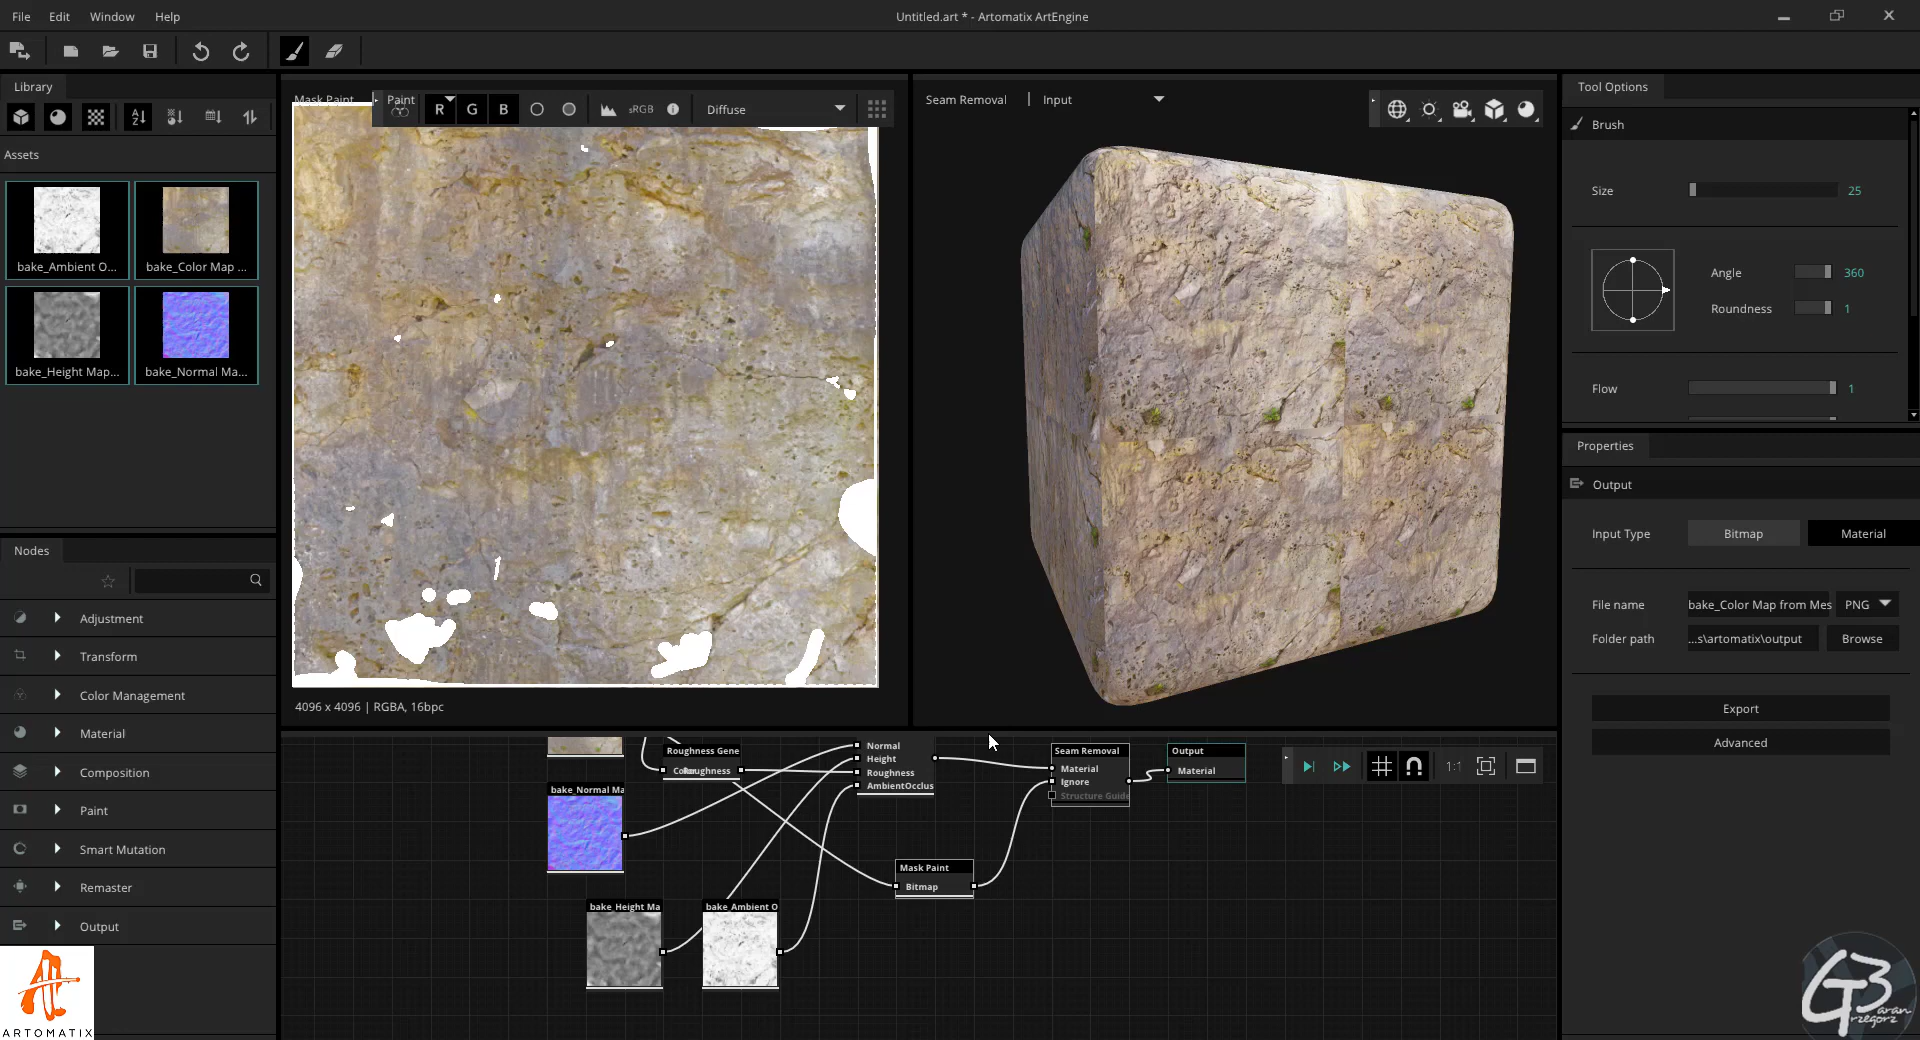 File Edit Window Help
Untitled.art * - Artomatix ArtEngine
Library
Assets
bake_Ambient O...
bake_Color Map ...
bake_Height Map...
bake_Normal Ma...
Nodes
Adjustment
Transform
Color Management
Material
Composition
Paint
Smart Mutation
Remaster
Output
ARTOMATIX
Mask Paint
Paint
R G B
sRGB
Diffuse
4096 x 4096 | RGBA, 16bpc
Seam Removal | Input
Roughness Gene
Roughness
bake_Normal Ma
bake_Height Ma
bake_Ambient O
Normal
Height
Roughness
AmbientOcclus
Mask Paint
Bitmap
Seam Removal
Material
Ignore
Structure Guide
Output
Material
1:1
Tool Options
Brush
Size 25
Angle 360
Roundness 1
Flow 1
Properties
Output
Input Type Bitmap Material
File name bake_Color Map from Mes PNG
Folder path ...s\artomatix\output Browse
Export
Advanced